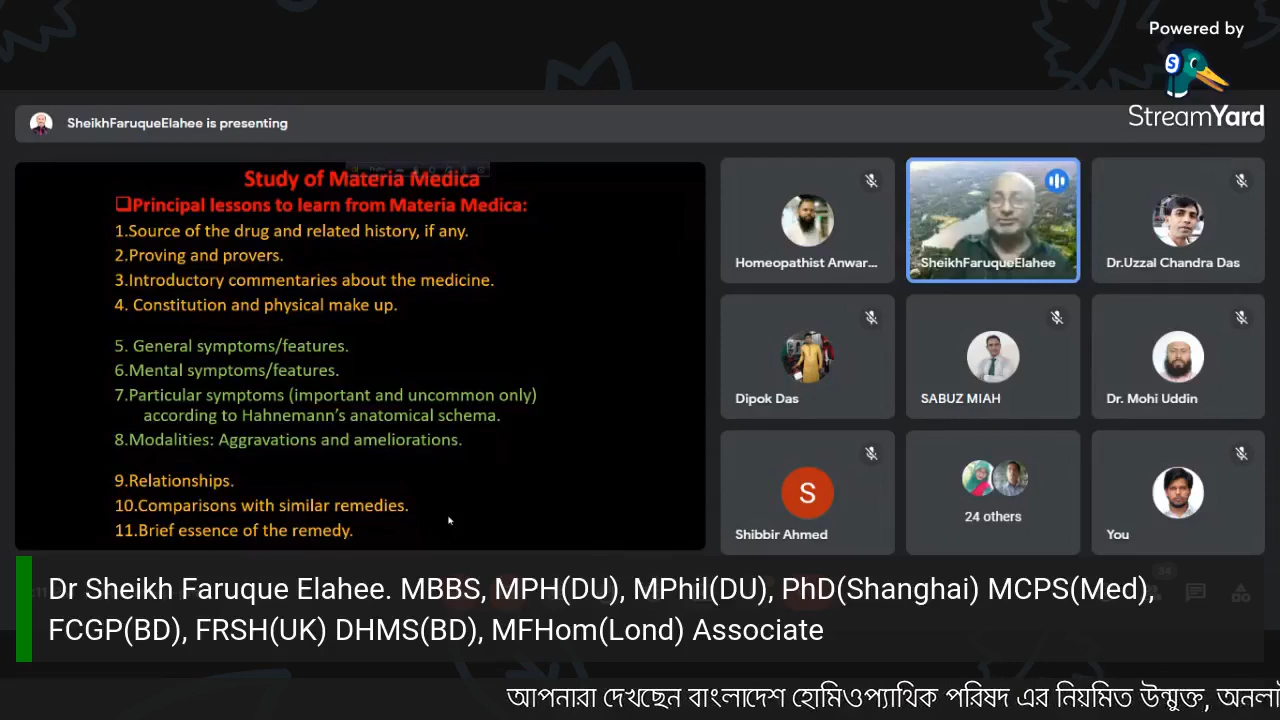 Powered by
StreamYard
SheikhFaruqueElahee is presenting
Study of Materia Medica
❑Principal lessons to learn from Materia Medica:
1.Source of the drug and related history, if any.
2.Proving and provers.
3.Introductory commentaries about the medicine.
4. Constitution and physical make up.
5. General symptoms/features.
6.Mental symptoms/features.
7.Particular symptoms (important and uncommon only)
according to Hahnemann's anatomical schema.
8.Modalities: Aggravations and ameliorations.
9.Relationships.
10.Comparisons with similar remedies.
11.Brief essence of the remedy.
Homeopathist Anwar...
SheikhFaruqueElahee
Dr.Uzzal Chandra Das
Dipok Das
SABUZ MIAH
Dr. Mohi Uddin
S
Shibbir Ahmed
24 others
You
34
Dr Sheikh Faruque Elahee. MBBS, MPH(DU), MPhil(DU), PhD(Shanghai) MCPS(Med),
FCGP(BD), FRSH(UK) DHMS(BD), MFHom(Lond) Associate
আপনারা দেখছেন বাংলাদেশ হোমিওপ্যাথিক পরিষদ এর নিয়মিত উন্মুক্ত,